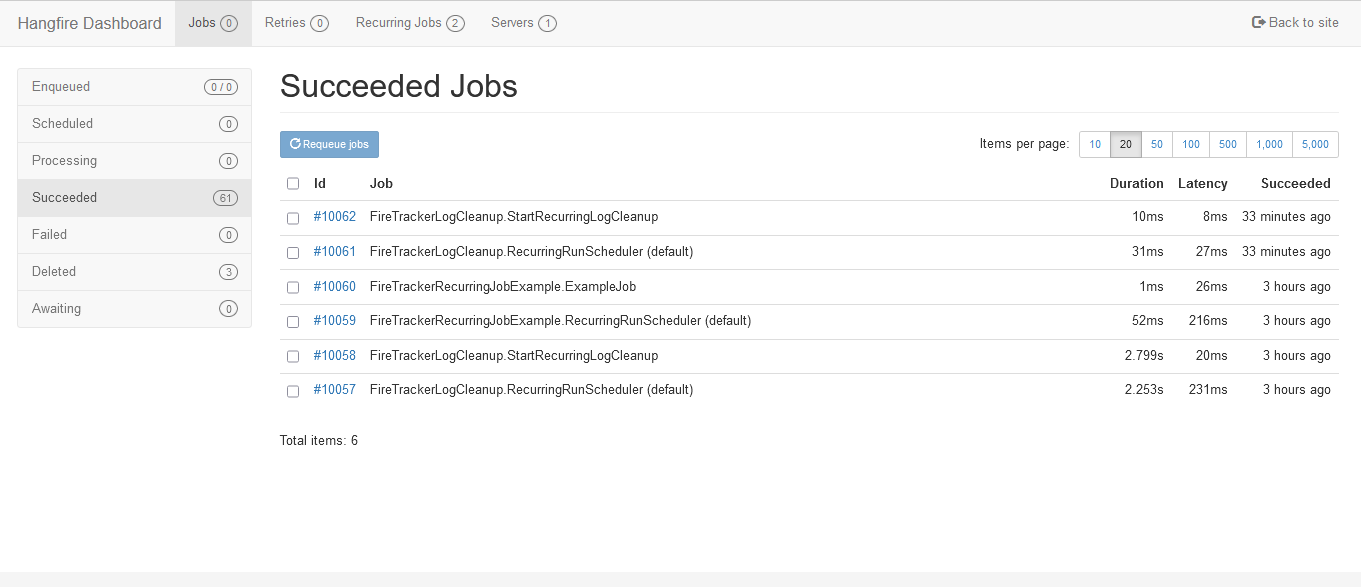 Hangfire Dashboard Jobs 0 Retries 0 Recurring Jobs 2 Servers 1 Back to site
Enqueued 0 / 0
Scheduled 0
Processing 0
Succeeded 61
Failed 0
Deleted 3
Awaiting 0
Succeeded Jobs
Requeue jobs Items per page: 10 20 50 100 500 1,000 5,000
Id Job Duration Latency Succeeded
#10062 FireTrackerLogCleanup.StartRecurringLogCleanup 10ms 8ms 33 minutes ago
#10061 FireTrackerLogCleanup.RecurringRunScheduler (default) 31ms 27ms 33 minutes ago
#10060 FireTrackerRecurringJobExample.ExampleJob 1ms 26ms 3 hours ago
#10059 FireTrackerRecurringJobExample.RecurringRunScheduler (default) 52ms 216ms 3 hours ago
#10058 FireTrackerLogCleanup.StartRecurringLogCleanup 2.799s 20ms 3 hours ago
#10057 FireTrackerLogCleanup.RecurringRunScheduler (default) 2.253s 231ms 3 hours ago
Total items: 6